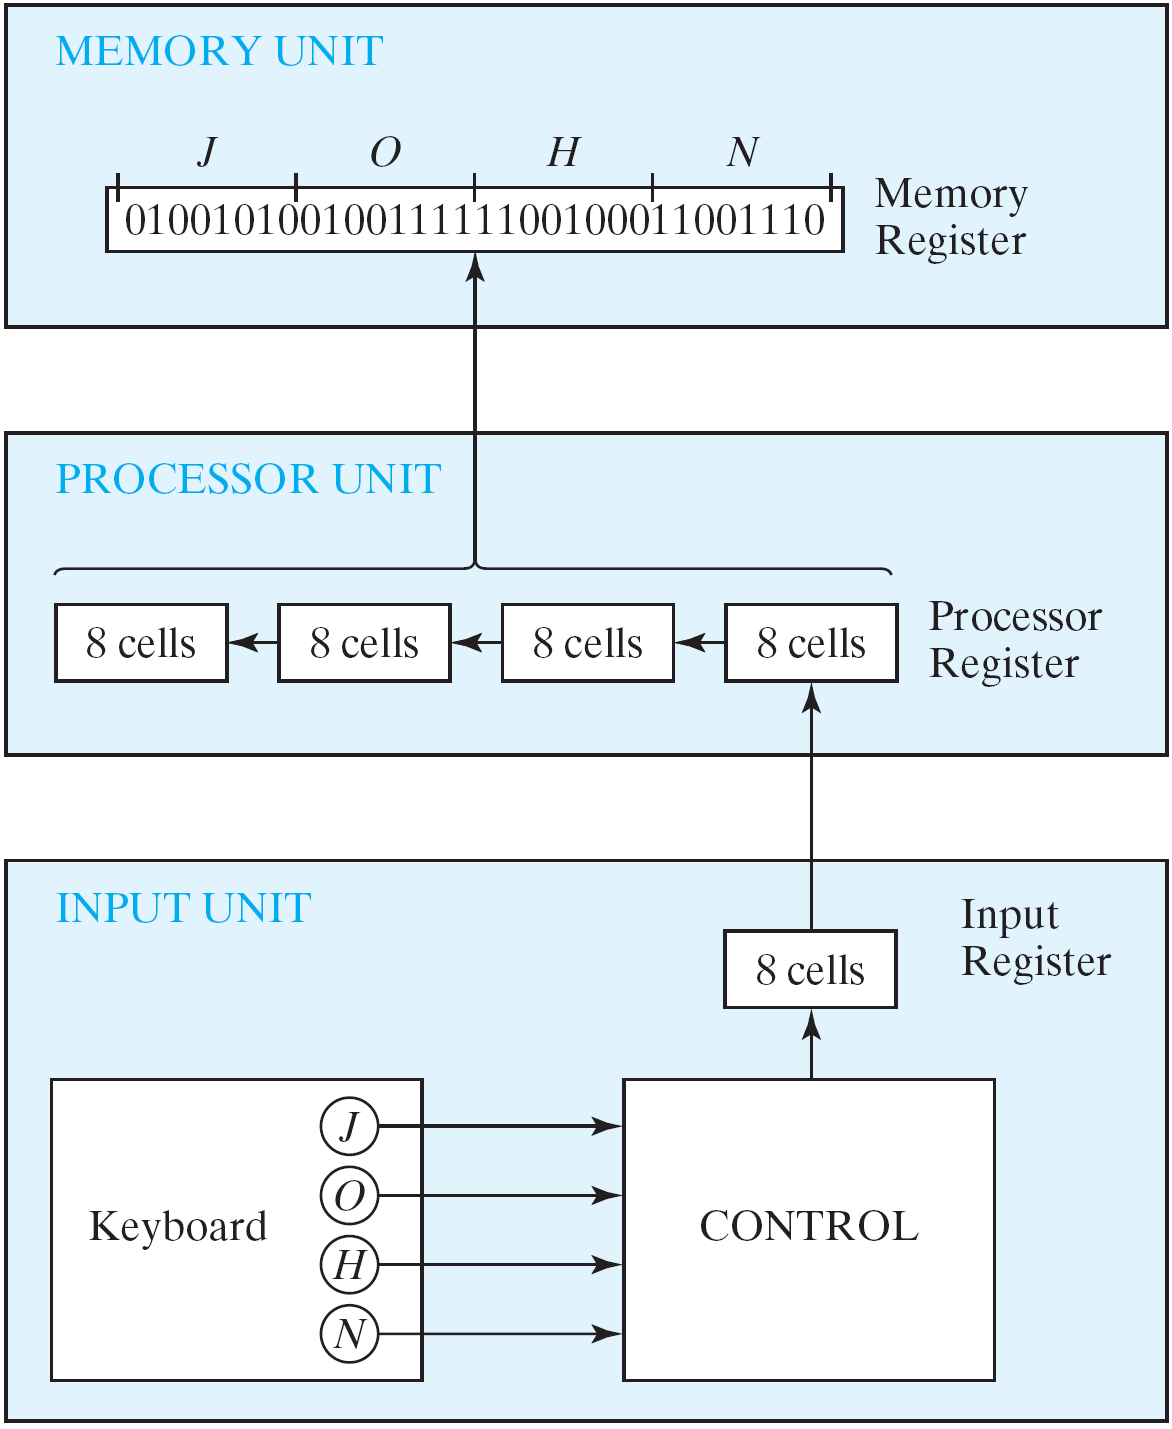 MEMORY UNIT
J O H N
01001010010011111100100011001110
Memory
Register
PROCESSOR UNIT
8 cells 8 cells 8 cells 8 cells
Processor
Register
INPUT UNIT
Input
Register
8 cells
J
O
Keyboard
CONTROL
H
N